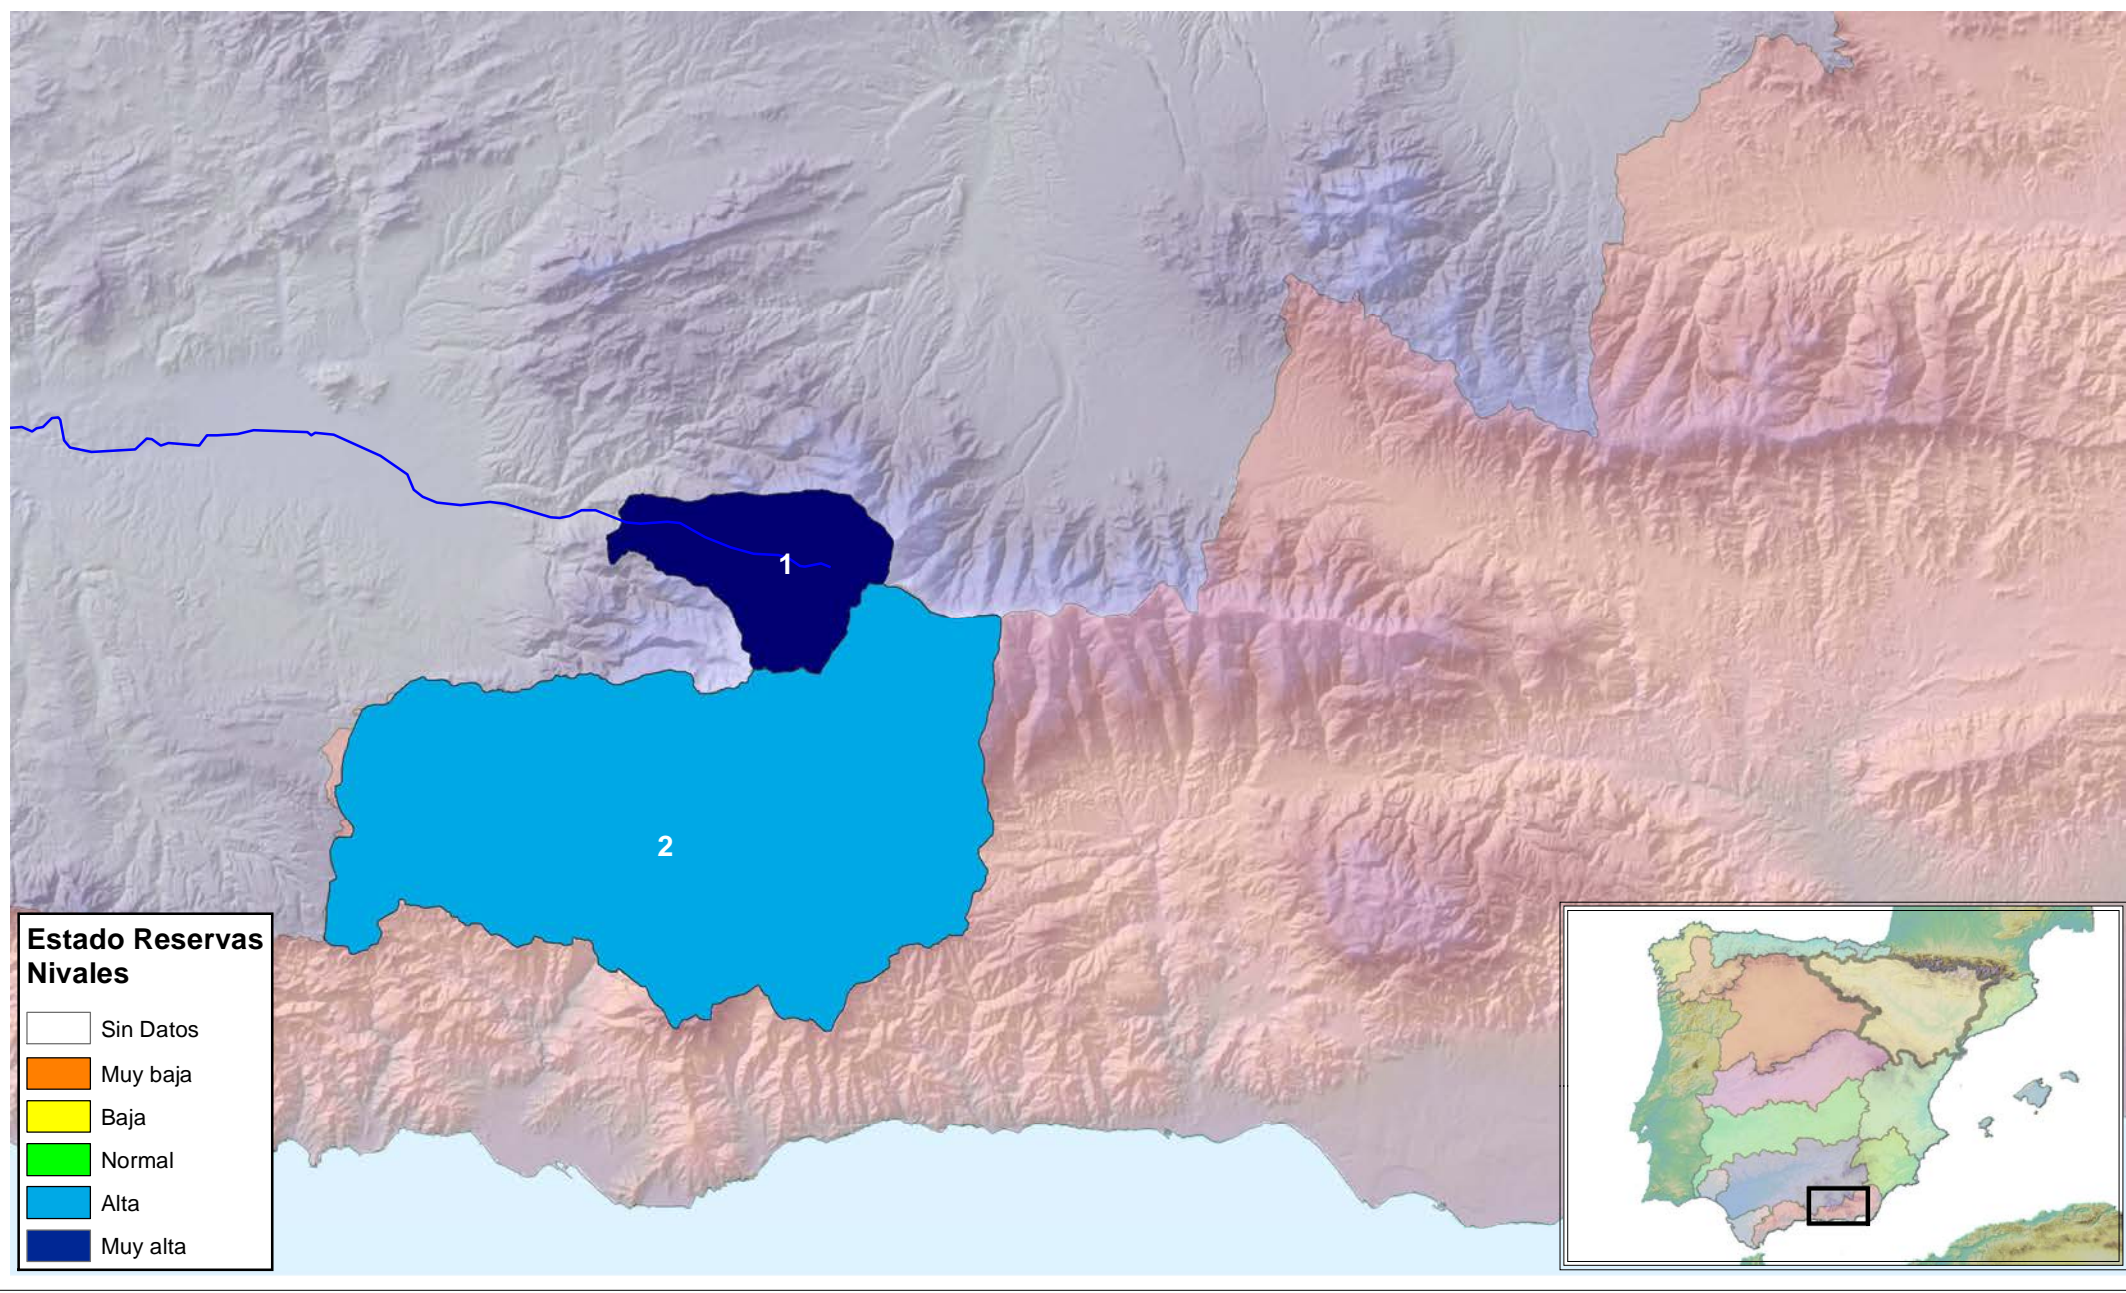 1
2
Estado Reservas
Nivales
Sin Datos
Muy baja
Baja
Normal
Alta
Muy alta